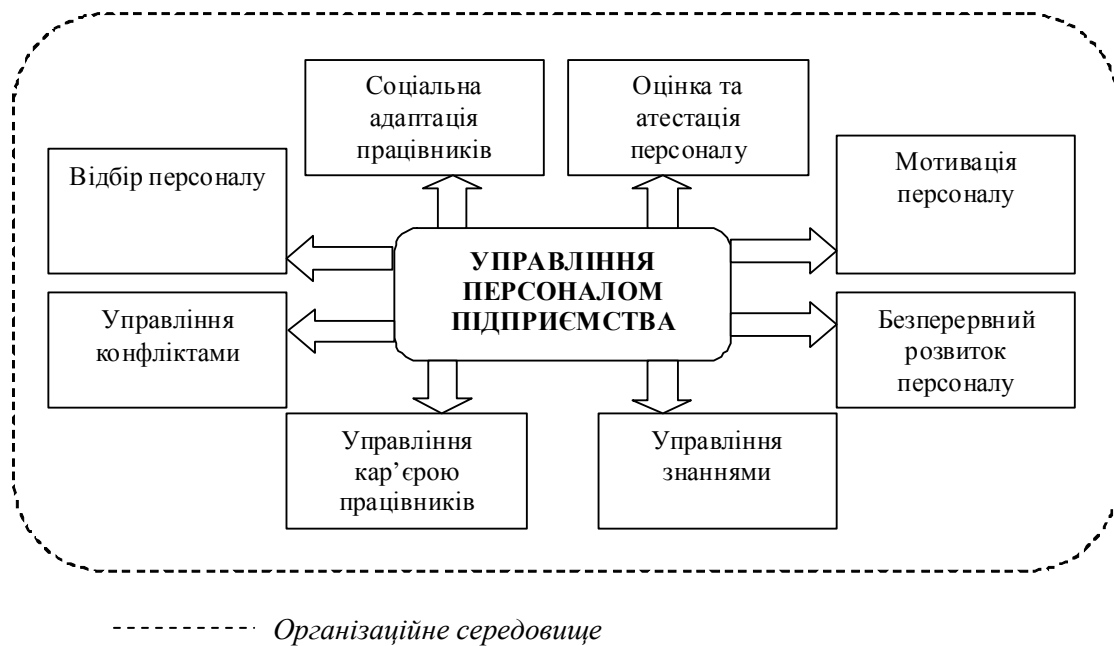 Соціальна
адаптація
працівників
Оцінка та
атестація
персоналу
Відбір персоналу
Мотивація
персоналу
УПРАВЛІННЯ
ПЕРСОНАЛОМ
ПІДПРИЄМСТВА
Управління
конфліктами
Безперервний
розвиток
персоналу
Управління
кар’єрою
працівників
Управління
знаннями
Організаційне середовище